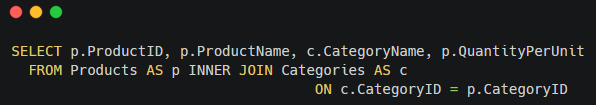 SELECT p.ProductID, p.ProductName, c.CategoryName, p.QuantityPerUnit
FROM Products AS p INNER JOIN Categories AS c
ON c.CategoryID = p.CategoryID